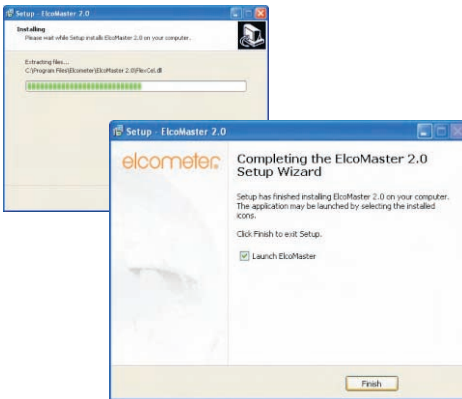 Setup - ElcoMaster 2.0
Installing
Please wait while Setup installs ElcoMaster 2.0 on your computer.
Extracting files...
C:\Program Files\Elcometer\ElcoMaster 2.0\FlexCel.dll
Setup - ElcoMaster 2.0
elcometer
Completing the ElcoMaster 2.0
Setup Wizard
Setup has finished installing ElcoMaster 2.0 on your computer.
The application may be launched by selecting the installed
icons.
Click Finish to exit Setup.
Launch ElcoMaster
Finish